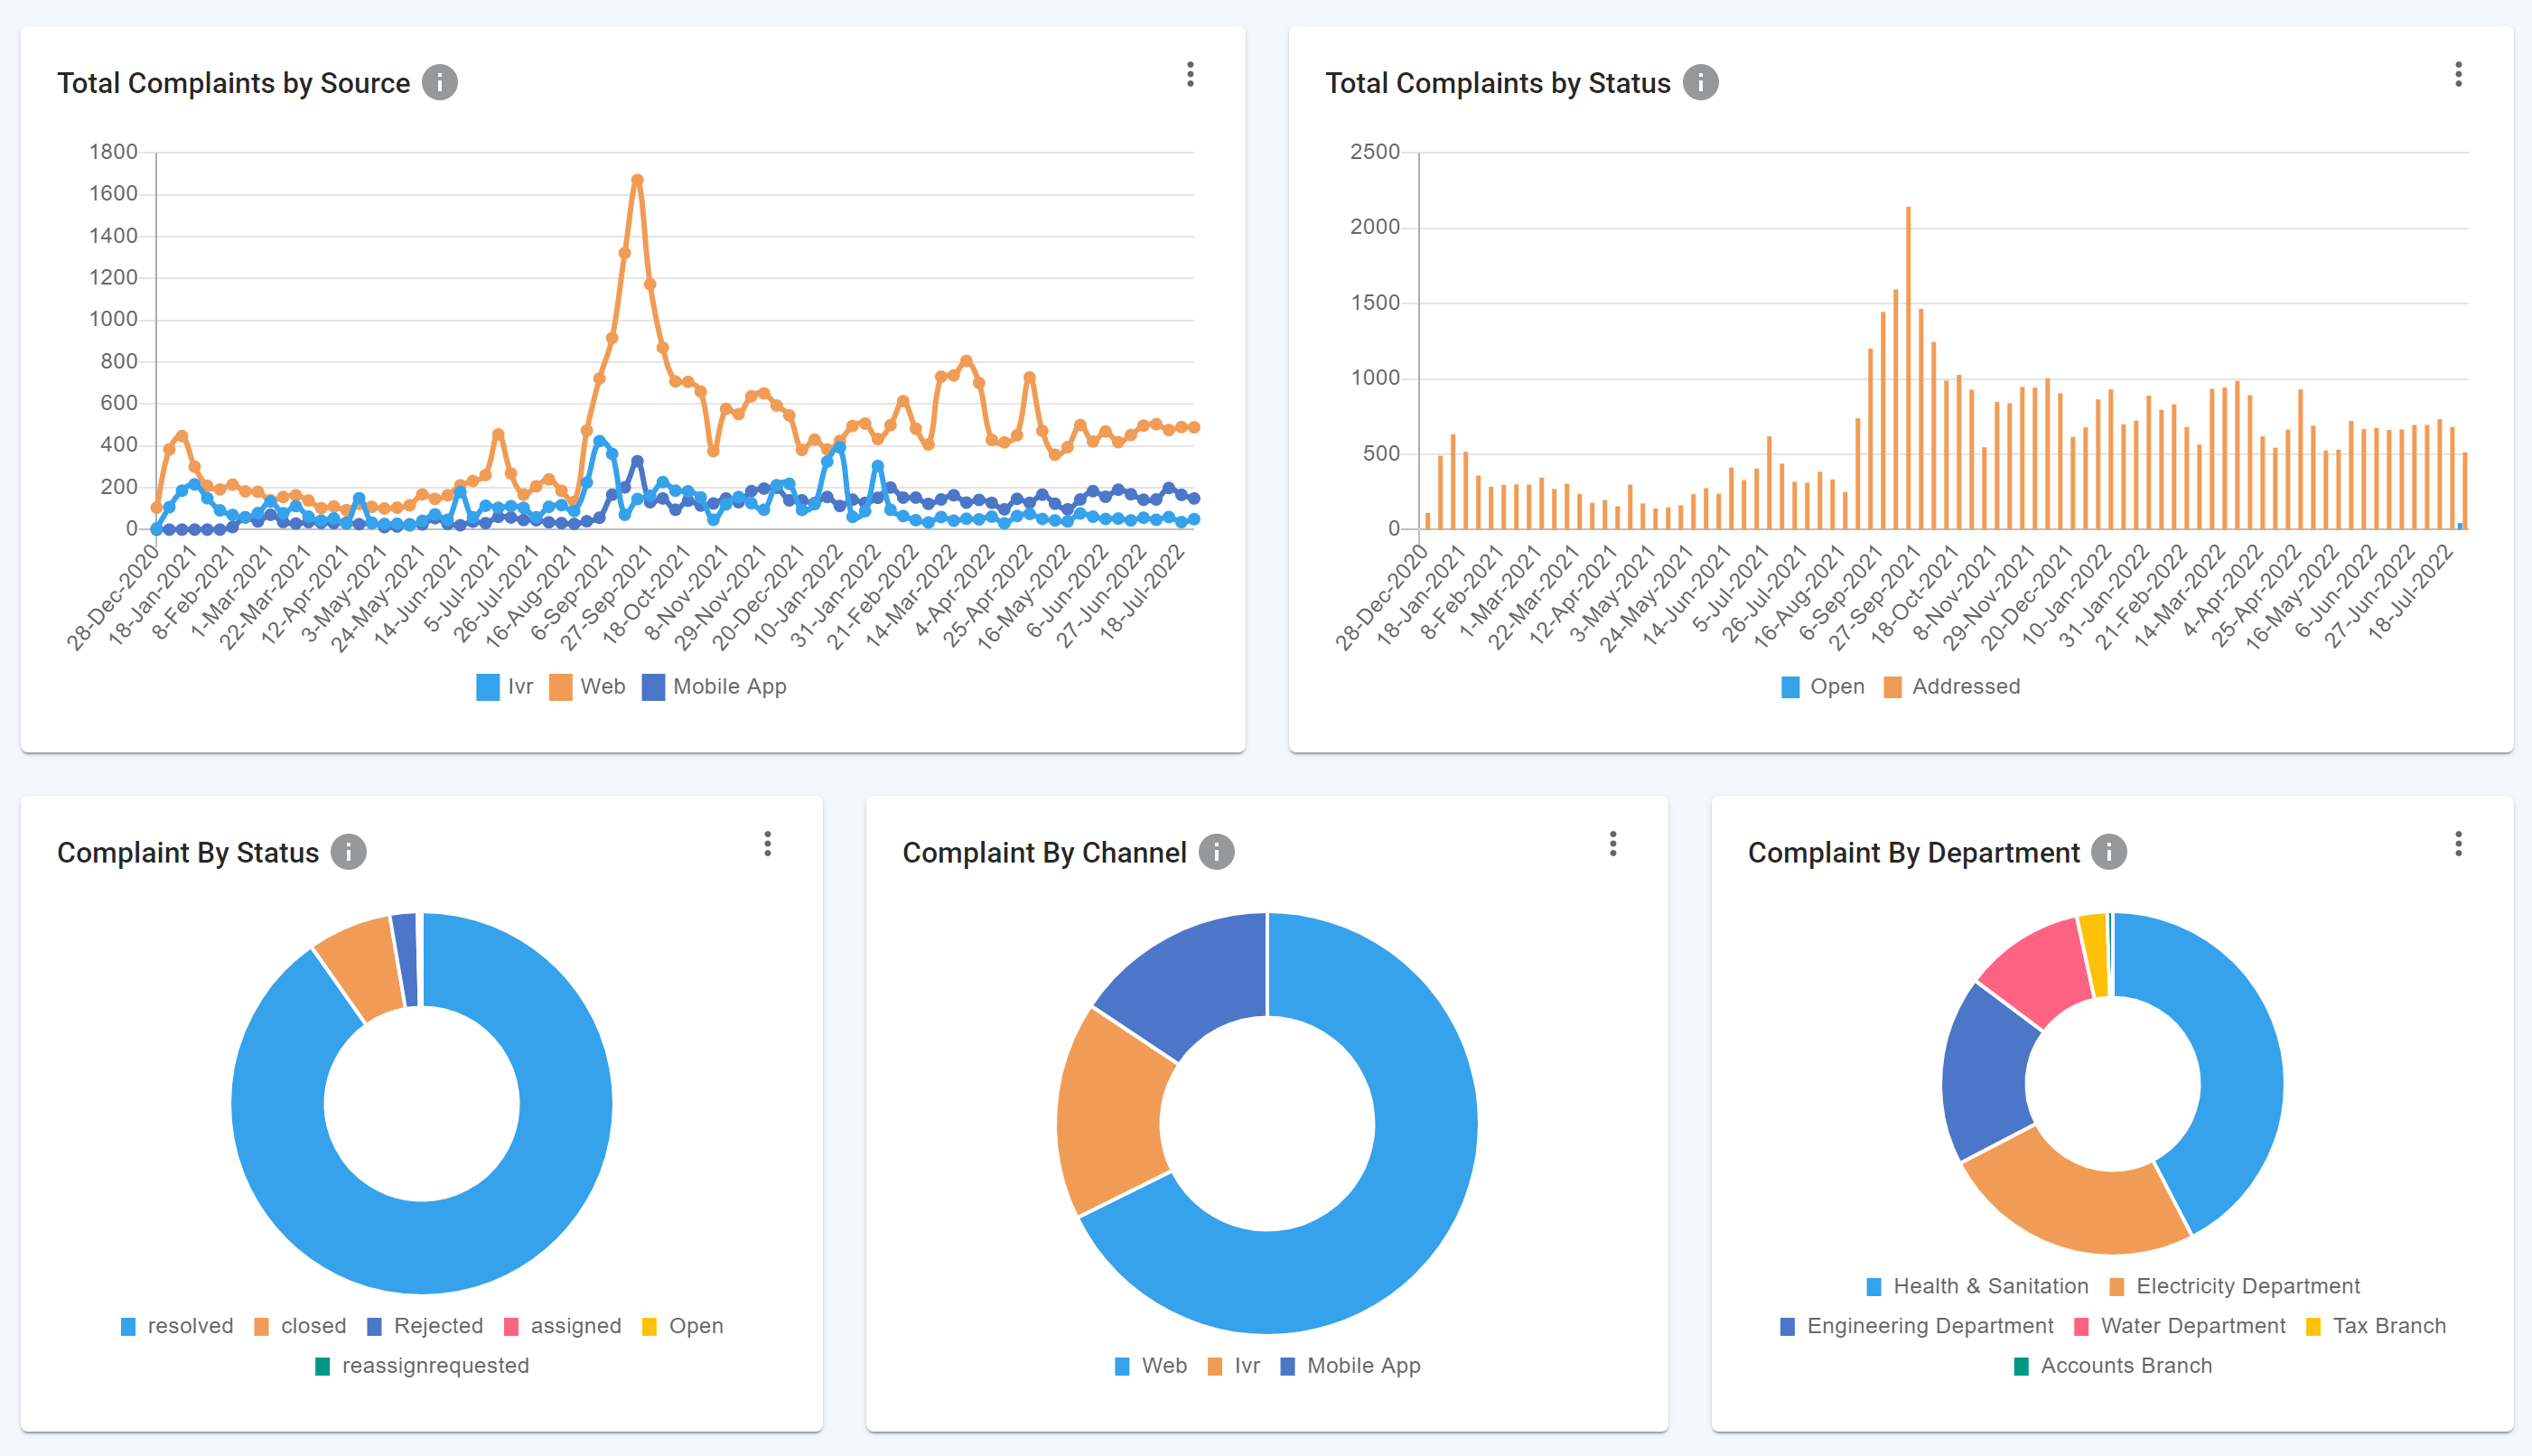 Total Complaints by Source i
1800
1600
1400
1200
1000
800
600
400
200
0
28-Dec-2020 18-Jan-2021 8-Feb-2021 1-Mar-2021 22-Mar-2021 12-Apr-2021 3-May-2021 24-May-2021 14-Jun-2021 5-Jul-2021 26-Jul-2021 16-Aug-2021 6-Sep-2021 27-Sep-2021 18-Oct-2021 8-Nov-2021 29-Nov-2021 20-Dec-2021 10-Jan-2022 31-Jan-2022 21-Feb-2022 14-Mar-2022 4-Apr-2022 25-Apr-2022 16-May-2022 6-Jun-2022 27-Jun-2022 18-Jul-2022
Ivr Web Mobile App
Total Complaints by Status i
2500
2000
1500
1000
500
0
28-Dec-2020 18-Jan-2021 8-Feb-2021 1-Mar-2021 22-Mar-2021 12-Apr-2021 3-May-2021 24-May-2021 14-Jun-2021 5-Jul-2021 26-Jul-2021 16-Aug-2021 6-Sep-2021 27-Sep-2021 18-Oct-2021 8-Nov-2021 29-Nov-2021 20-Dec-2021 10-Jan-2022 31-Jan-2022 21-Feb-2022 14-Mar-2022 4-Apr-2022 25-Apr-2022 16-May-2022 6-Jun-2022 27-Jun-2022 18-Jul-2022
Open Addressed
Complaint By Status i
resolved closed Rejected assigned Open
reassignrequested
Complaint By Channel i
Web Ivr Mobile App
Complaint By Department i
Health & Sanitation Electricity Department
Engineering Department Water Department Tax Branch
Accounts Branch